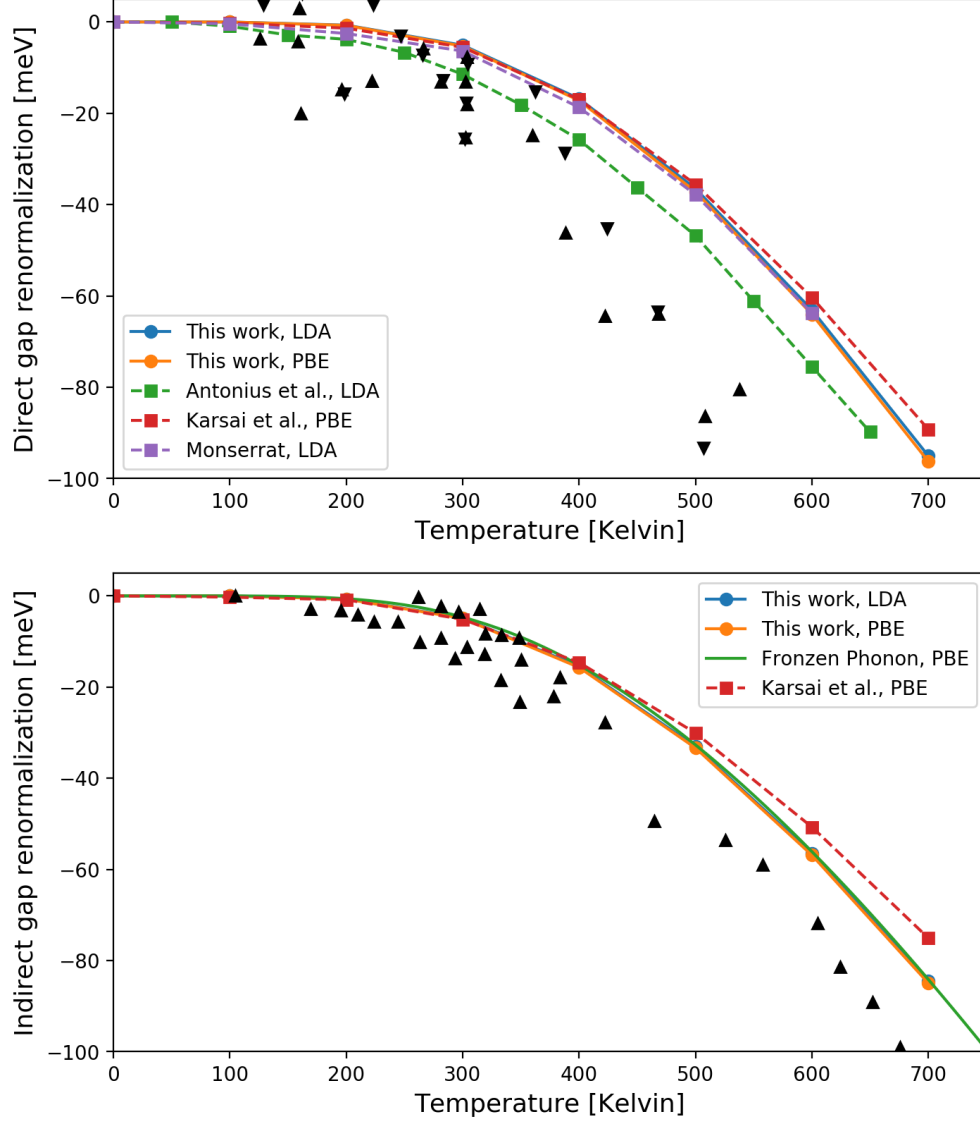 Direct gap renormalization [meV]
0
−20
−40
−60
−80
−100
This work, LDA
This work, PBE
Antonius et al., LDA
Karsai et al., PBE
Monserrat, LDA
0 100 200 300 400 500 600 700
Temperature [Kelvin]
Indirect gap renormalization [meV]
0
−20
−40
−60
−80
−100
This work, LDA
This work, PBE
Fronzen Phonon, PBE
Karsai et al., PBE
0 100 200 300 400 500 600 700
Temperature [Kelvin]